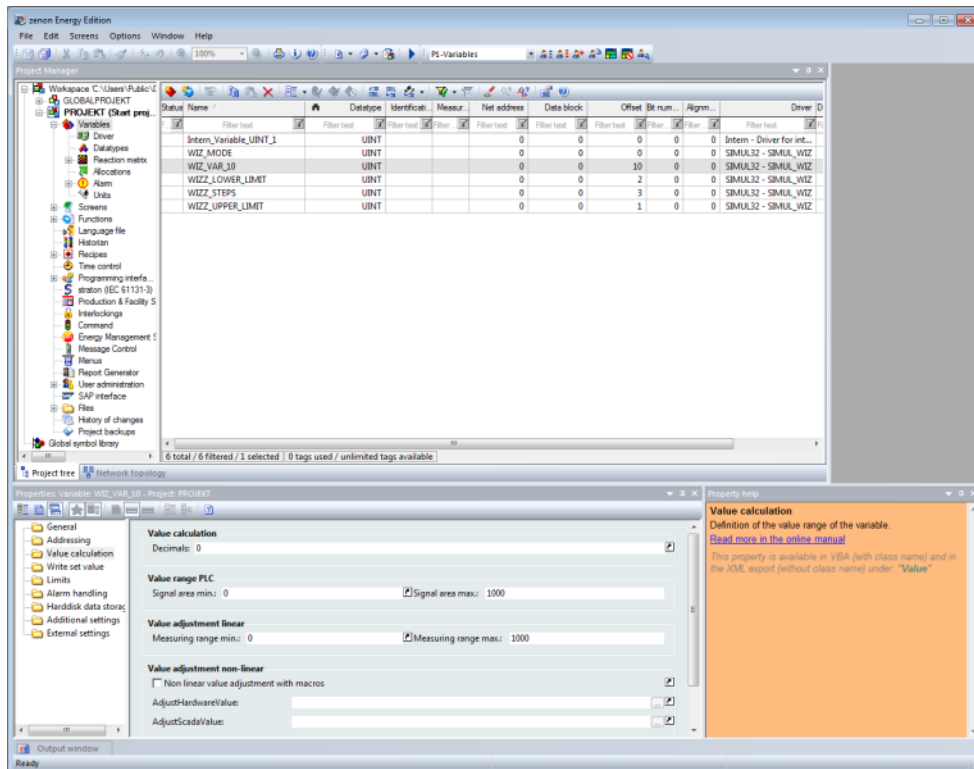 zenon Energy Edition
File Edit Screens Options Window Help
100% P1-Variables
Project Manager
Workspace 'C:\Users\Public\D
GLOBALPROJEKT
PROJEKT (Start proj...
Variables
Driver
Datatypes
Reaction matrix
Allocations
Alarm
Units
Screens
Functions
Language file
Historian
Recipes
Time control
Programming interfa...
straton (IEC 61131-3)
Production & Facility S
Interlockings
Command
Energy Management S
Message Control
Menus
Report Generator
User administration
SAP interface
Files
History of changes
Project backups
Global symbol library
Project tree Network topology
Status Name Datatype Identificati... Measur... Net address Data block Offset Bit num... Alignm... Driver D
Filter text Filter text Filter text Filter ... Filter text Filter text Filter text Filter... Filter... Filter text
Intern_Variable_UINT_1 UINT 0 0 0 0 0 Intern - Driver for int...
WIZ_MODE UINT 0 0 0 0 0 SIMUL32 - SIMUL_WIZ
WIZ_VAR_10 UINT 0 0 10 0 0 SIMUL32 - SIMUL_WIZ
WIZZ_LOWER_LIMIT UINT 0 0 2 0 0 SIMUL32 - SIMUL_WIZ
WIZZ_STEPS UINT 0 0 3 0 0 SIMUL32 - SIMUL_WIZ
WIZZ_UPPER_LIMIT UINT 0 0 1 0 0 SIMUL32 - SIMUL_WIZ
6 total / 6 filtered / 1 selected 0 tags used / unlimited tags available
Properties: Variable: WIZ_VAR_10 - Project: PROJEKT
General
Addressing
Value calculation
Write set value
Limits
Alarm handling
Harddisk data storag
Additional settings
External settings
Value calculation
Decimals: 0
Value range PLC
Signal area min.: 0 Signal area max.: 1000
Value adjustment linear
Measuring range min.: 0 Measuring range max.: 1000
Value adjustment non-linear
Non linear value adjustment with macros
AdjustHardwareValue: ...
AdjustScadaValue: ...
Property help
Value calculation
Definition of the value range of the variable.
Read more in the online manual
This property is available in VBA (with class name) and in
the XML export (without class name) under: "Value"
Output window
Ready